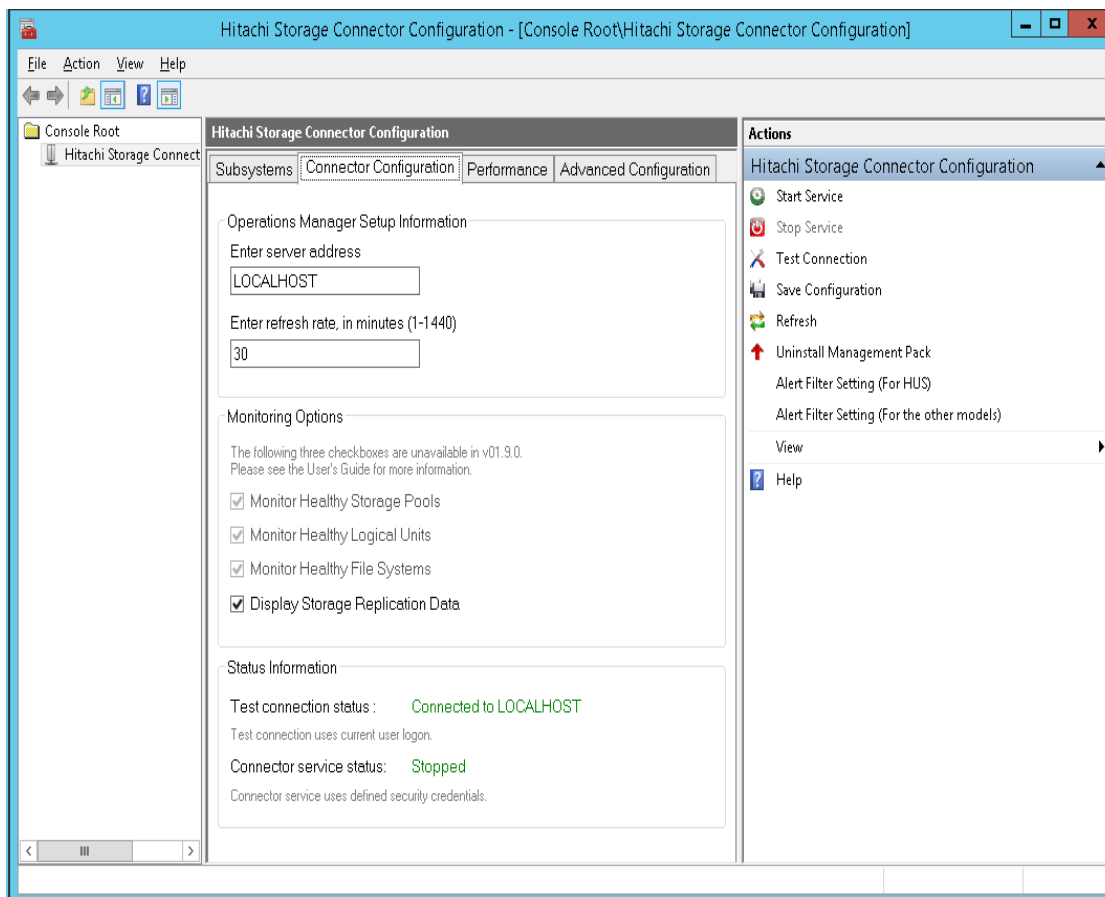 Hitachi Storage Connector Configuration - [Console Root\Hitachi Storage Connector Configuration]
File Action View Help
Console Root
Hitachi Storage Connect
Hitachi Storage Connector Configuration
Subsystems Connector Configuration Performance Advanced Configuration
Operations Manager Setup Information
Enter server address
LOCALHOST
Enter refresh rate, in minutes (1-1440)
30
Monitoring Options
The following three checkboxes are unavailable in v01.9.0.
Please see the User's Guide for more information.
Monitor Healthy Storage Pools
Monitor Healthy Logical Units
Monitor Healthy File Systems
Display Storage Replication Data
Status Information
Test connection status : Connected to LOCALHOST
Test connection uses current user logon.
Connector service status: Stopped
Connector service uses defined security credentials.
Actions
Hitachi Storage Connector Configuration
Start Service
Stop Service
Test Connection
Save Configuration
Refresh
Uninstall Management Pack
Alert Filter Setting (For HUS)
Alert Filter Setting (For the other models)
View
Help